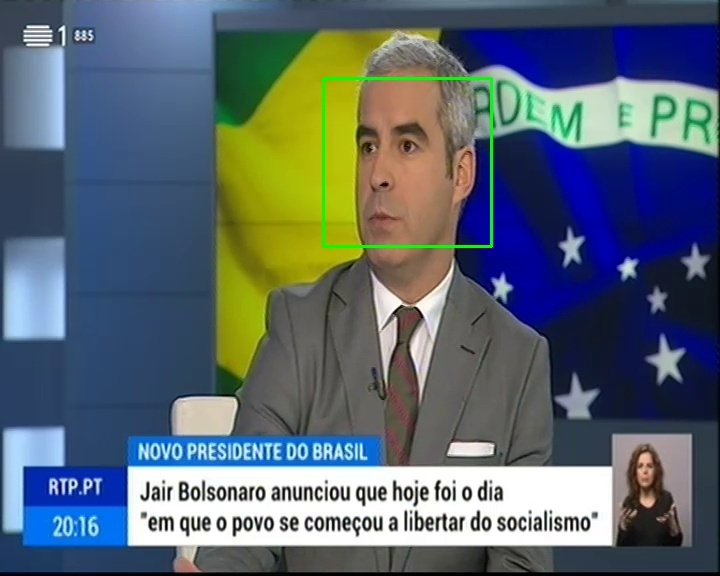 1 885
RDEM E PR
NOVO PRESIDENTE DO BRASIL
RTP.PT
Jair Bolsonaro anunciou que hoje foi o dia
20:16
"em que o povo se começou a libertar do socialismo"